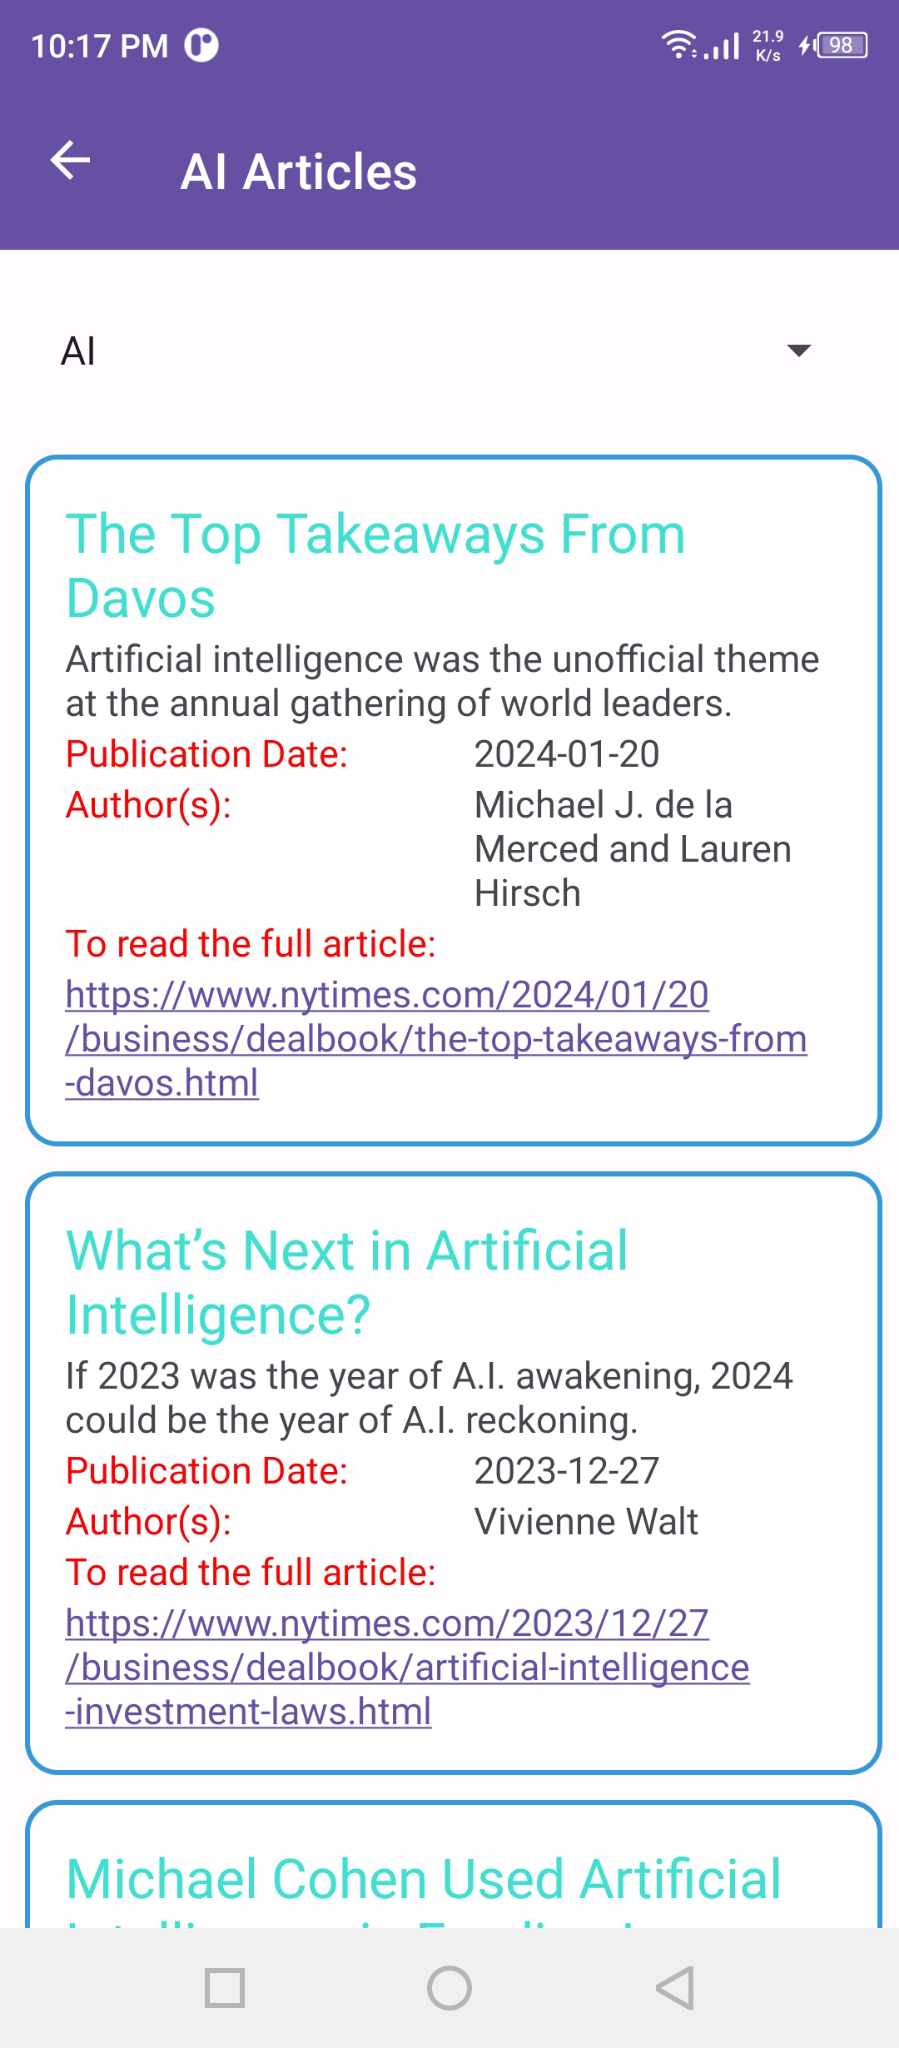 10:17 PM
21.9
K/s
98
AI Articles
AI
The Top Takeaways From
Davos
Artificial intelligence was the unofficial theme
at the annual gathering of world leaders.
Publication Date: 2024-01-20
Author(s): Michael J. de la
Merced and Lauren
Hirsch
To read the full article:
https://www.nytimes.com/2024/01/20
/business/dealbook/the-top-takeaways-from
-davos.html
What’s Next in Artificial
Intelligence?
If 2023 was the year of A.I. awakening, 2024
could be the year of A.I. reckoning.
Publication Date: 2023-12-27
Author(s): Vivienne Walt
To read the full article:
https://www.nytimes.com/2023/12/27
/business/dealbook/artificial-intelligence
-investment-laws.html
Michael Cohen Used Artificial